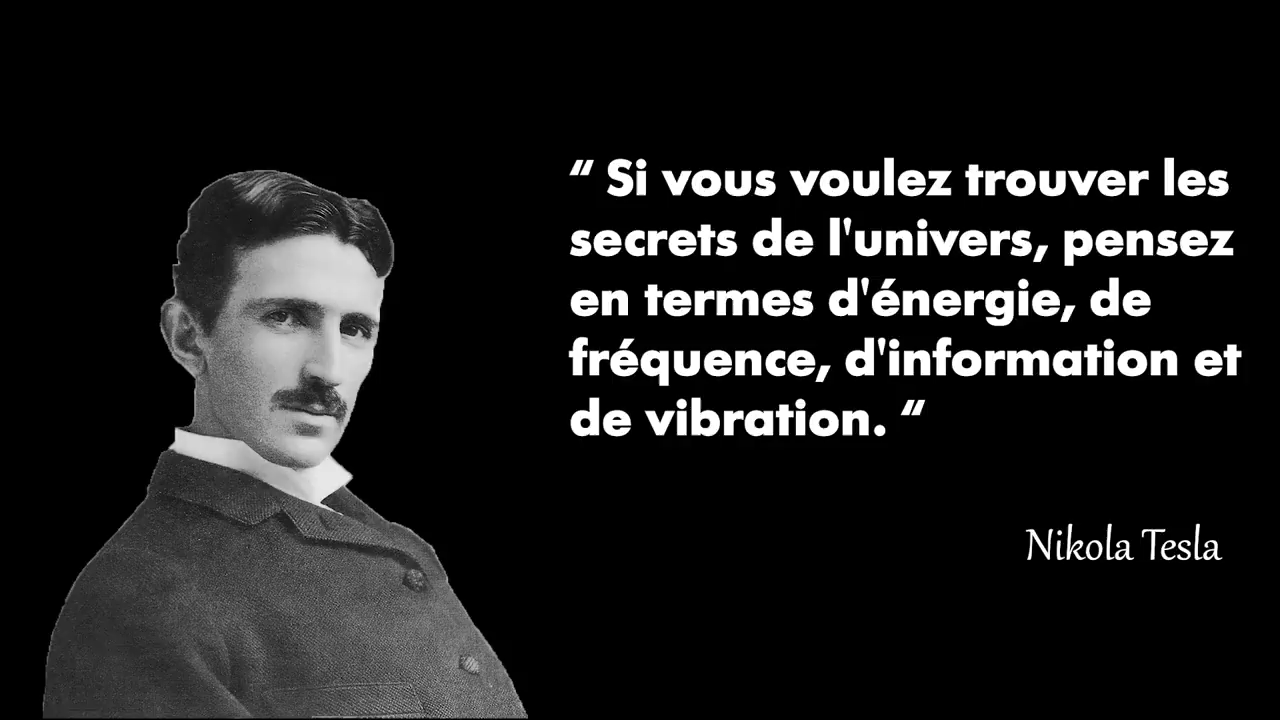 “ Si vous voulez trouver les
secrets de l'univers, pensez
en termes d'énergie, de
fréquence, d'information et
de vibration. “
Nikola Tesla